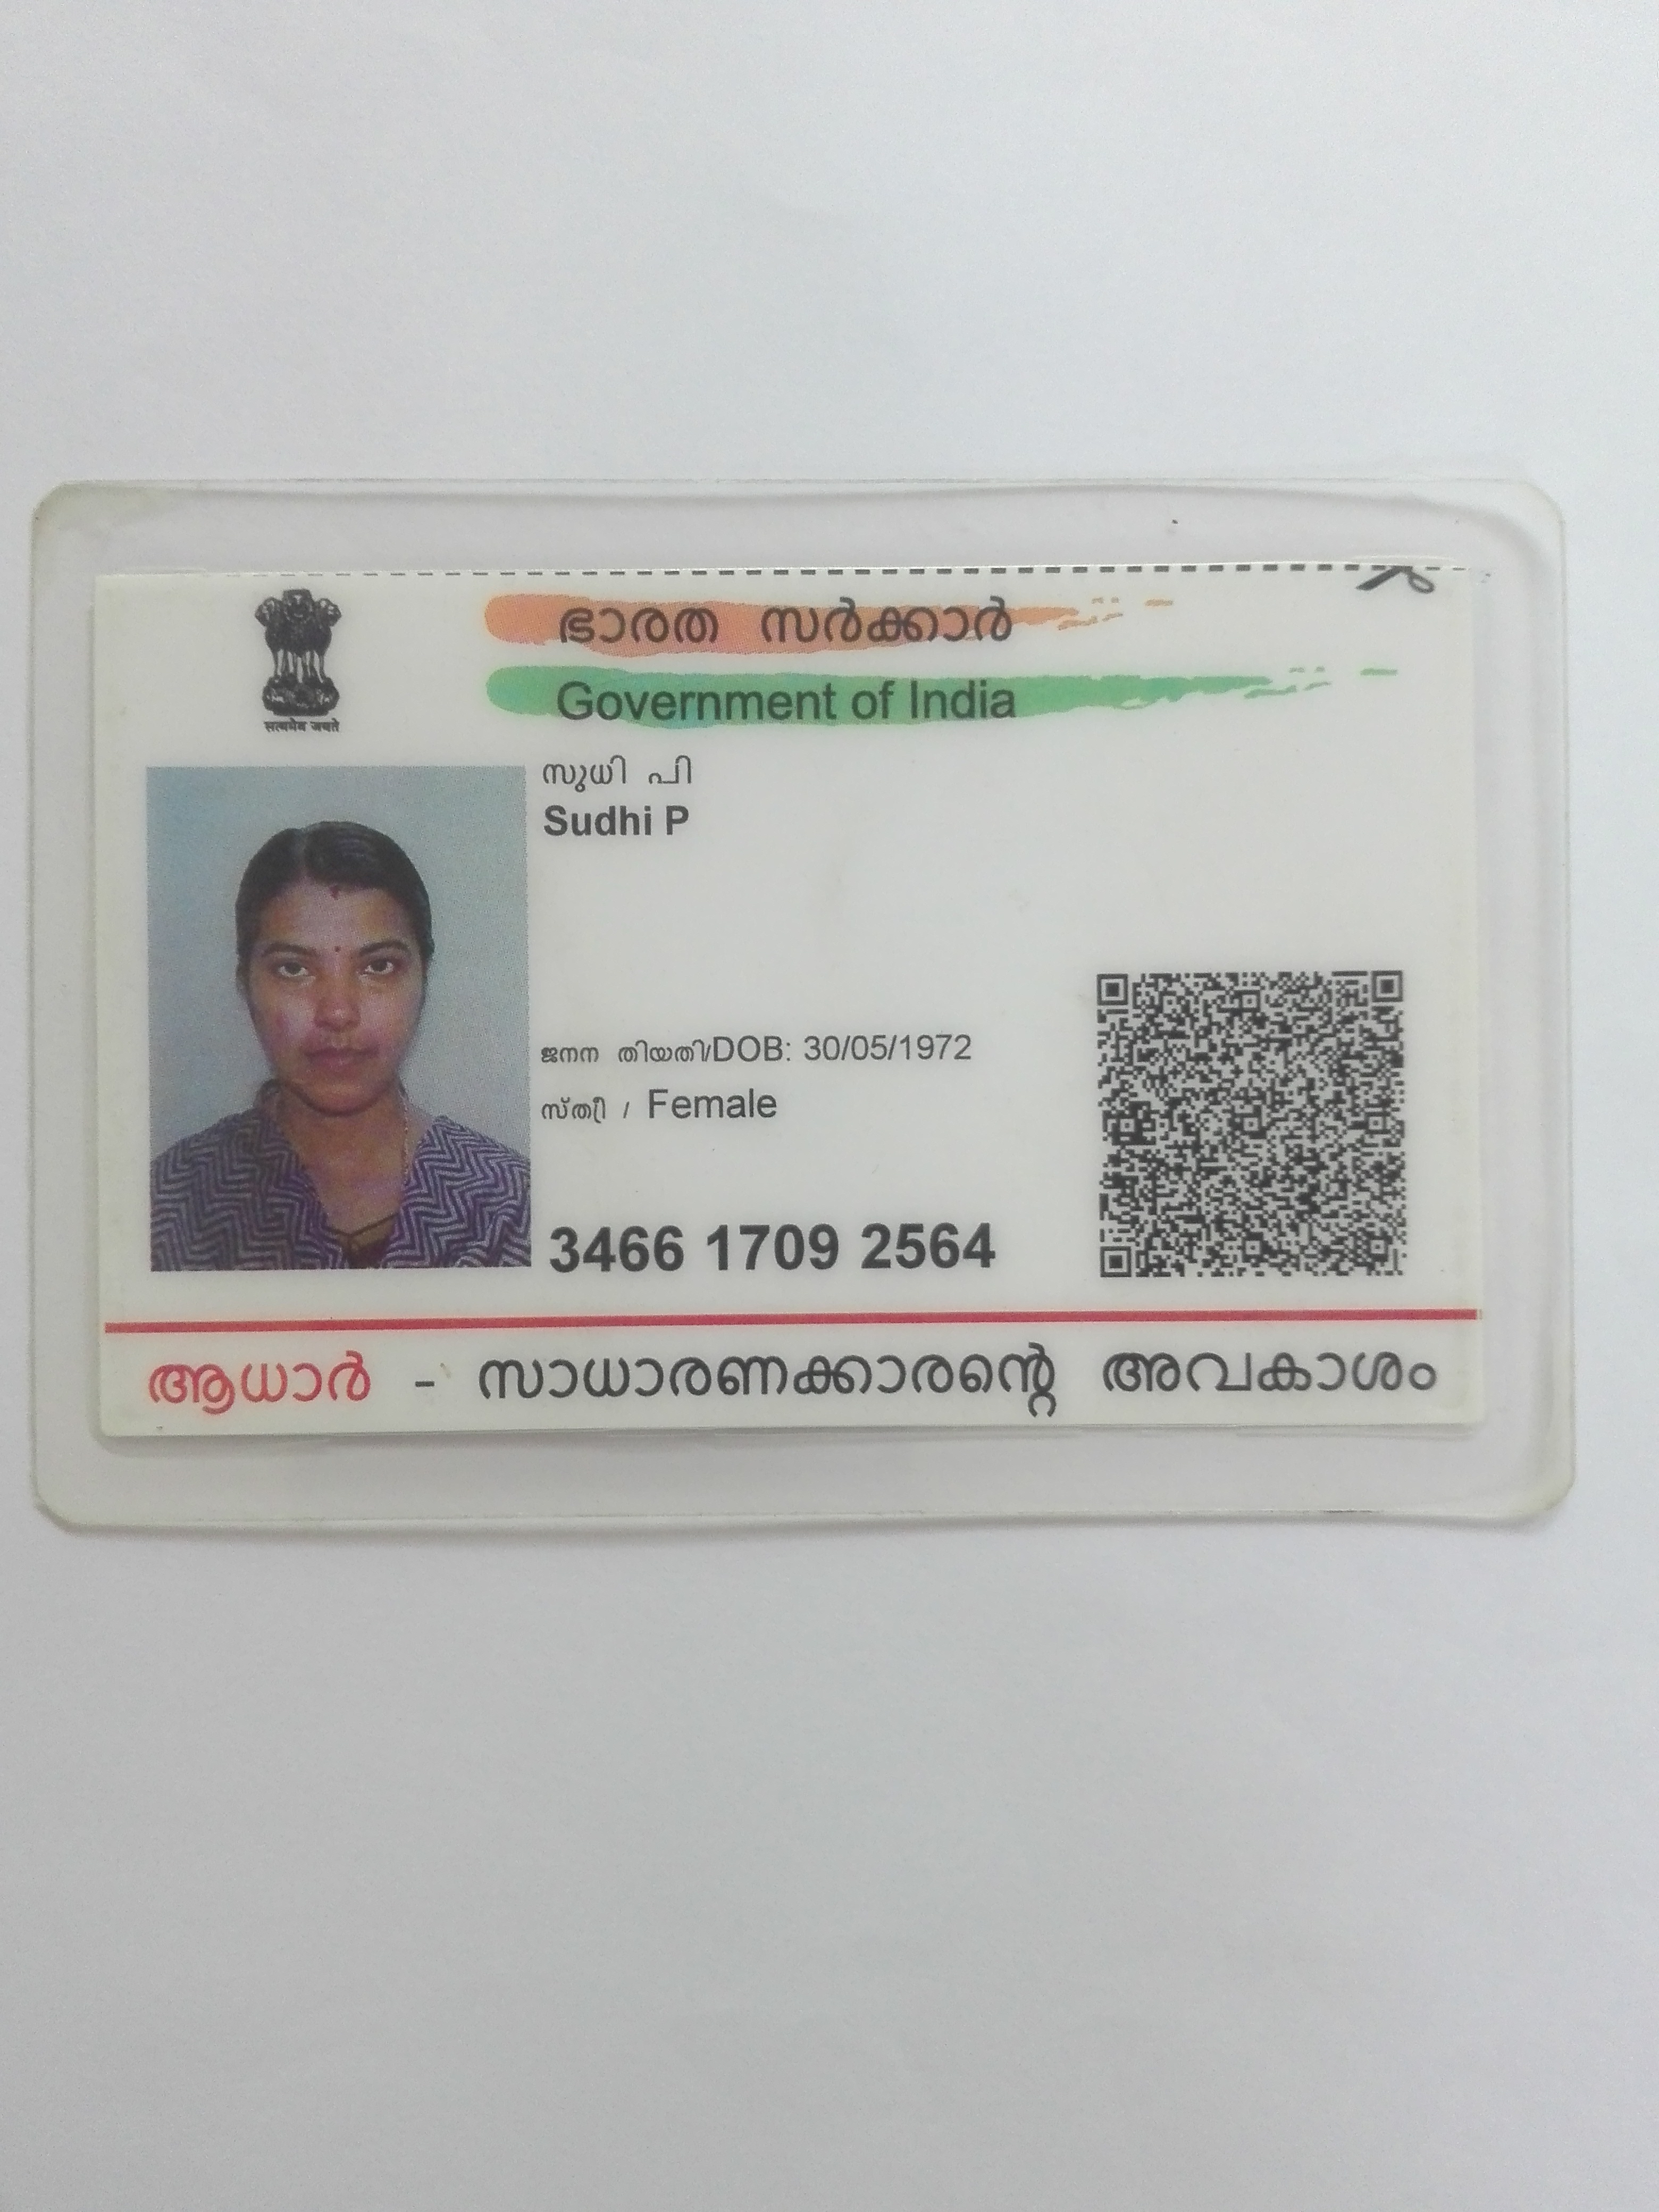 ഭാരത സർക്കാർ
Government of India
सत्यमेव जयते
സുധി പി
Sudhi P
ജനന തിയതി/DOB: 30/05/1972
സ്ത്രീ / Female
3466 1709 2564
ആധാർ - സാധാരണക്കാരന്റെ അവകാശം